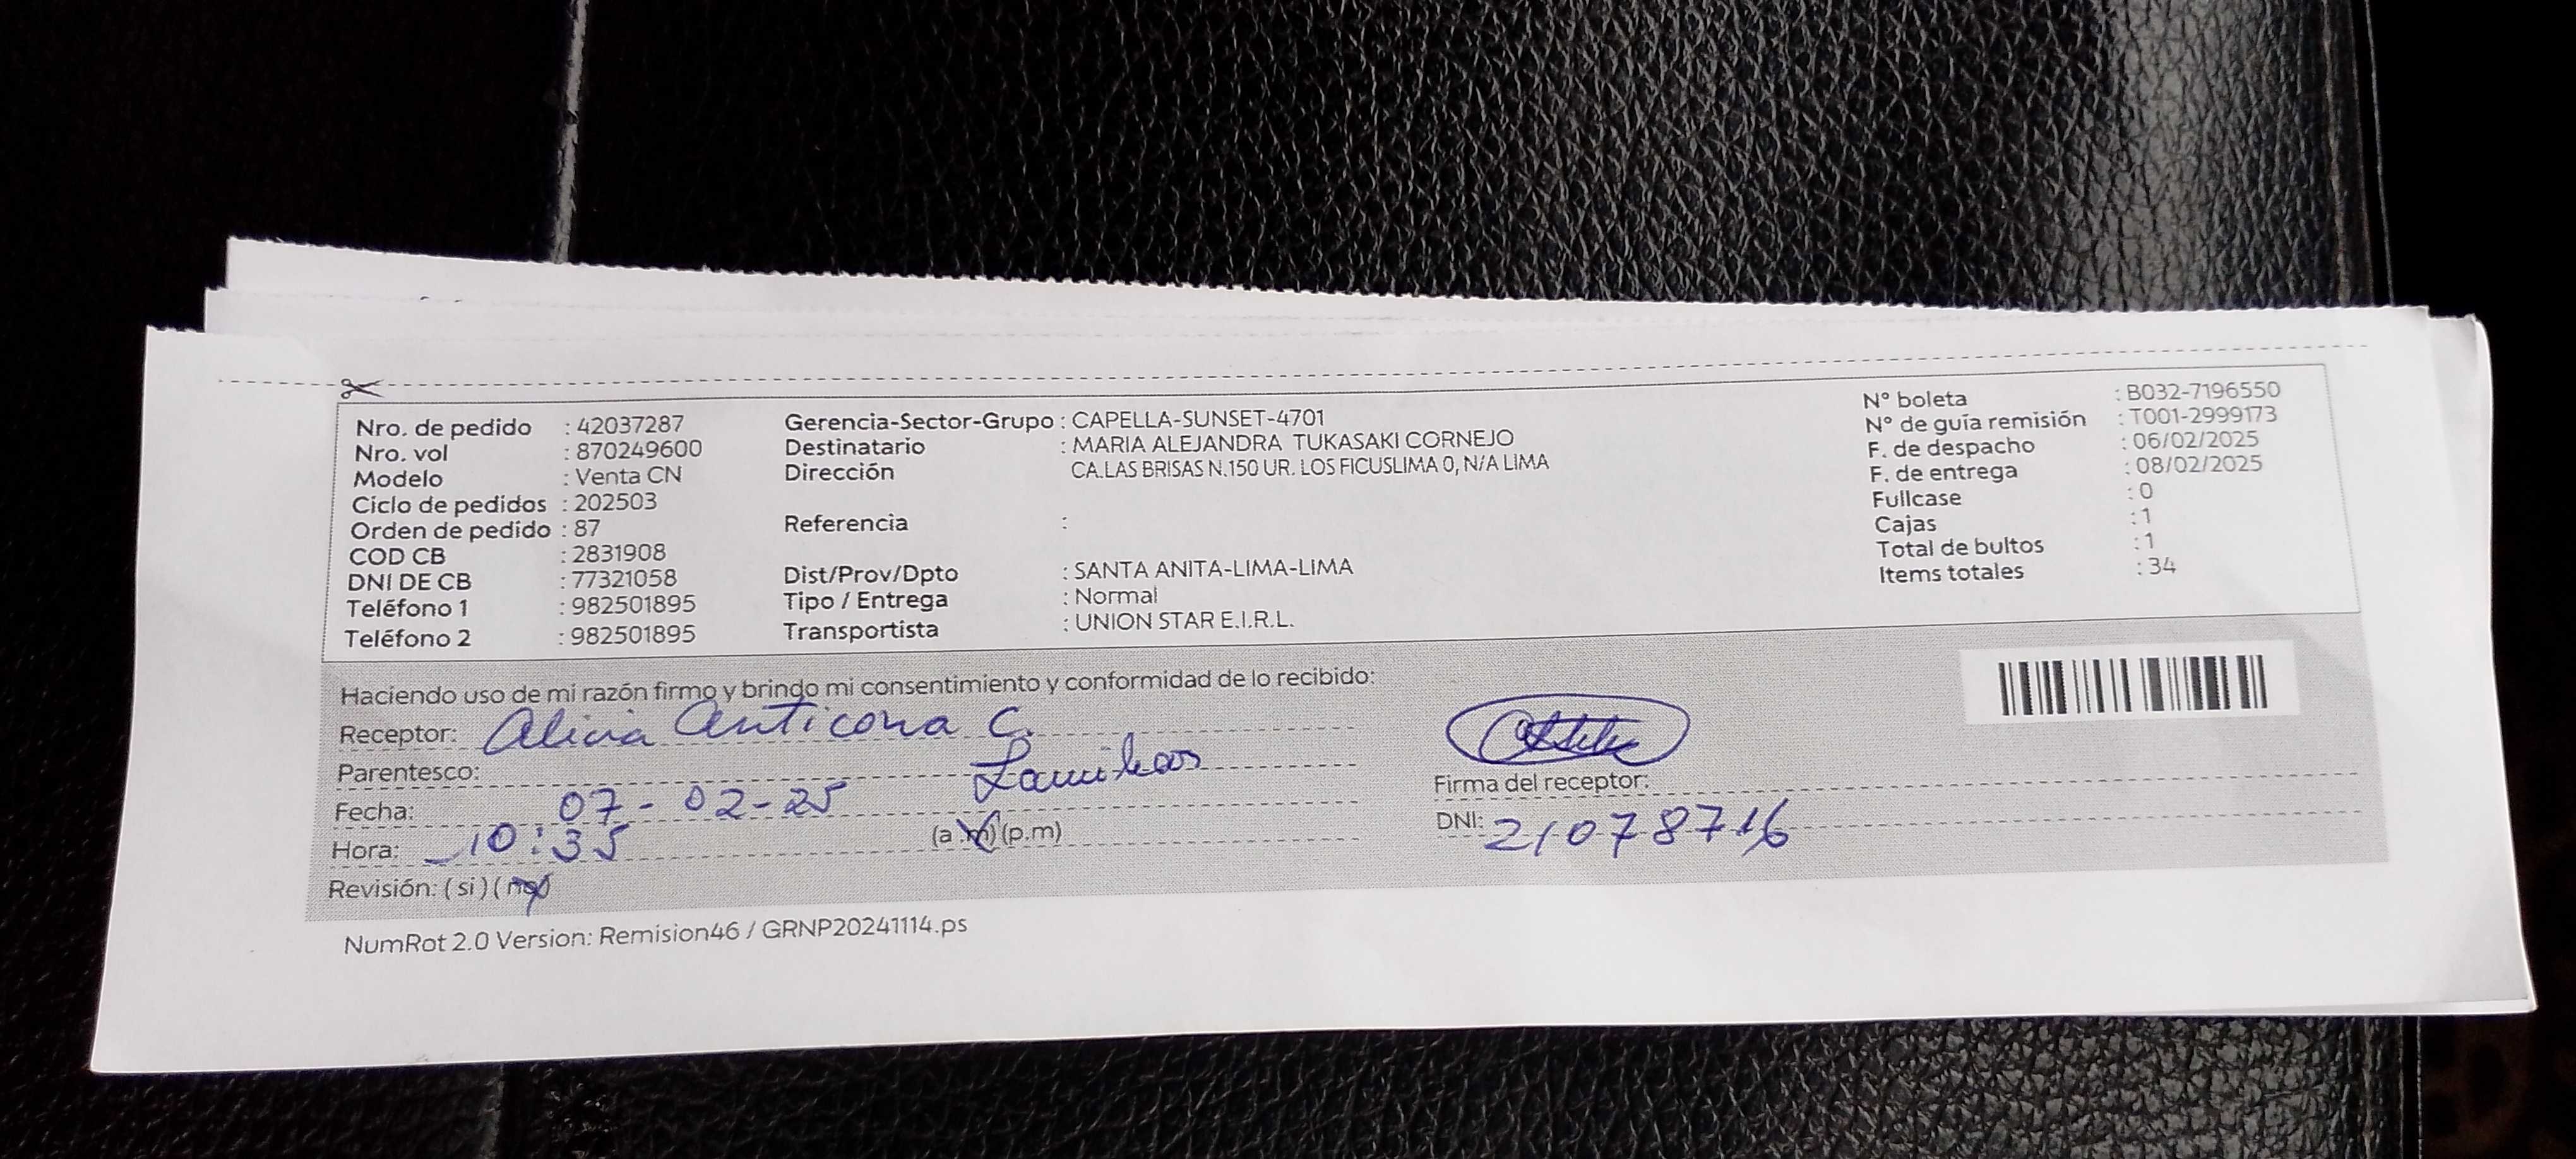 Nro. de pedido : 42037287
Nro. vol : 870249600
Modelo : Venta CN
Ciclo de pedidos : 202503
Orden de pedido : 87
COD CB : 2831908
DNI DE CB : 77321058
Teléfono 1 : 982501895
Teléfono 2 : 982501895
Gerencia-Sector-Grupo : CAPELLA-SUNSET-4701
Destinatario : MARIA ALEJANDRA TUKASAKI CORNEJO
Dirección CA.LAS BRISAS N.150 UR. LOS FICUSLIMA 0, N/A LIMA
Referencia :
Dist/Prov/Dpto : SANTA ANITA-LIMA-LIMA
Tipo / Entrega : Normal
Transportista : UNION STAR E.I.R.L.
N° boleta : B032-7196550
N° de guía remisión : T001-2999173
F. de despacho : 06/02/2025
F. de entrega : 08/02/2025
Fullcase : 0
Cajas : 1
Total de bultos : 1
Items totales : 34
Haciendo uso de mi razón firmo y brindo mi consentimiento y conformidad de lo recibido:
Receptor: Alicia Anticona C.
Parentesco:
Fecha: 07-02-25
Hora: 10:35 (a.m) (p.m)
Revisión: (si) (no)
Firma del receptor:
DNI: 21078716
NumRot 2.0 Version: Remision46 / GRNP20241114.ps